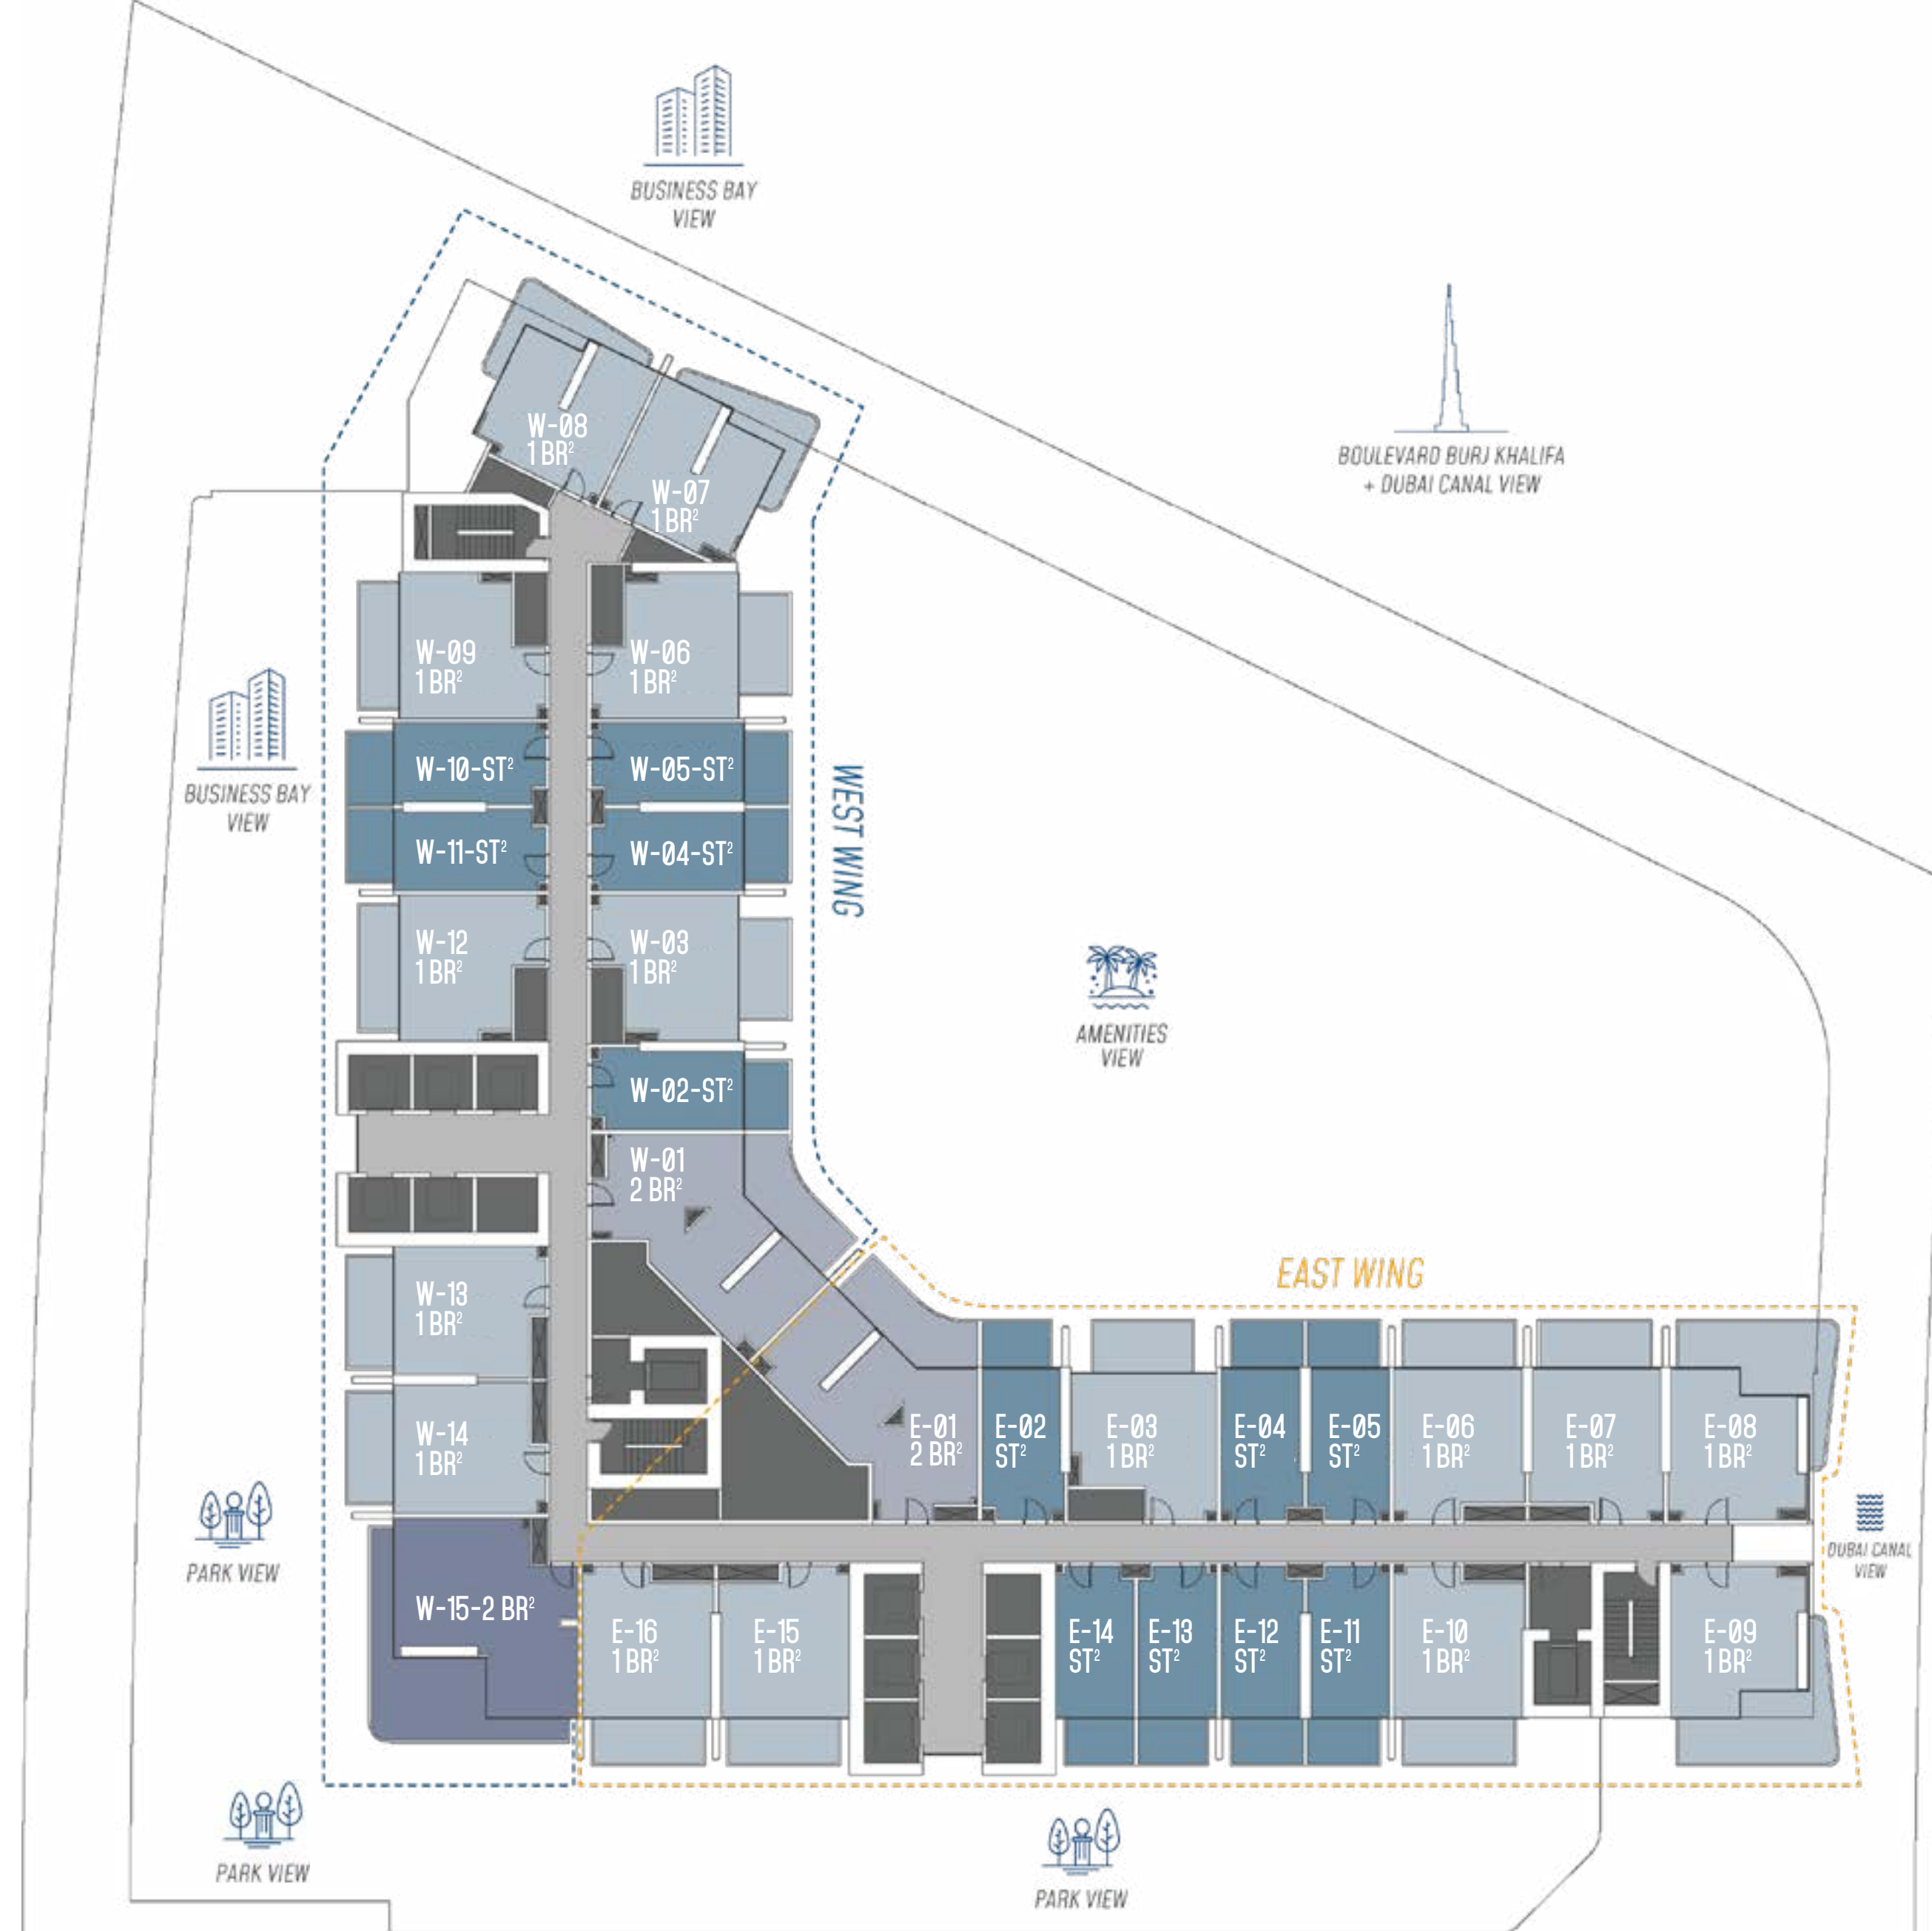 BUSINESS BAY
VIEW
BOULEVARD BURJ KHALIFA
+ DUBAI CANAL VIEW
W-08
1 BR²
W-07
1 BR²
W-09
1 BR²
W-06
1 BR²
BUSINESS BAY
VIEW
W-10-ST²
W-05-ST²
W-11-ST²
W-04-ST²
WEST WING
W-12
1 BR²
W-03
1 BR²
AMENITIES
VIEW
W-02-ST²
W-01
2 BR²
W-13
1 BR²
EAST WING
W-14
1 BR²
E-01
2 BR²
E-02
ST²
E-03
1 BR²
E-04
ST²
E-05
ST²
E-06
1 BR²
E-07
1 BR²
E-08
1 BR²
PARK VIEW
DUBAI CANAL
VIEW
W-15-2 BR²
E-16
1 BR²
E-15
1 BR²
E-14
ST²
E-13
ST²
E-12
ST²
E-11
ST²
E-10
1 BR²
E-09
1 BR²
PARK VIEW
PARK VIEW